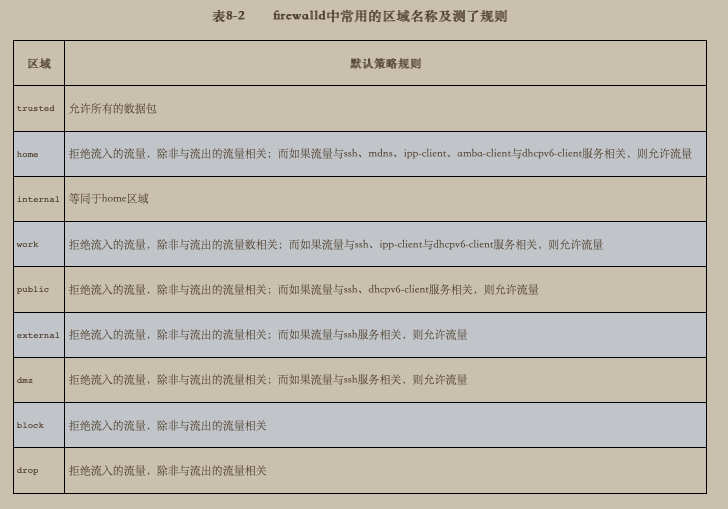 表8-2 firewalld中常用的区域名称及测了规则
区域 默认策略规则
trusted 允许所有的数据包
home 拒绝流入的流量，除非与流出的流量相关；而如果流量与ssh、mdns、ipp-client、amba-client与dhcpv6-client服务相关，则允许流量
internal 等同于home区域
work 拒绝流入的流量，除非与流出的流量数相关；而如果流量与ssh、ipp-client与dhcpv6-client服务相关，则允许流量
public 拒绝流入的流量，除非与流出的流量相关；而如果流量与ssh、dhcpv6-client服务相关，则允许流量
external 拒绝流入的流量，除非与流出的流量相关；而如果流量与ssh服务相关，则允许流量
dmz 拒绝流入的流量，除非与流出的流量相关；而如果流量与ssh服务相关，则允许流量
block 拒绝流入的流量，除非与流出的流量相关
drop 拒绝流入的流量，除非与流出的流量相关